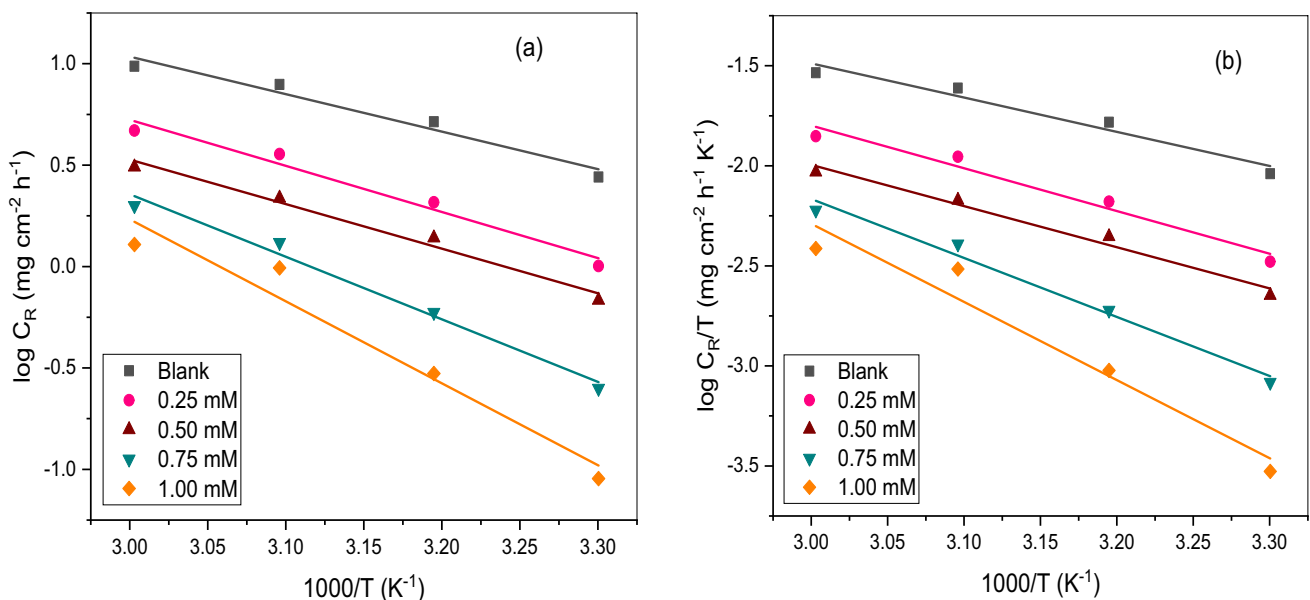 (a)
log C_R (mg cm⁻² h⁻¹)
1.0
0.5
0.0
-0.5
-1.0
Blank
0.25 mM
0.50 mM
0.75 mM
1.00 mM
3.00 3.05 3.10 3.15 3.20 3.25 3.30
1000/T (K⁻¹)
(b)
log C_R/T (mg cm⁻² h⁻¹ K⁻¹)
-1.5
-2.0
-2.5
-3.0
-3.5
Blank
0.25 mM
0.50 mM
0.75 mM
1.00 mM
3.00 3.05 3.10 3.15 3.20 3.25 3.30
1000/T (K⁻¹)